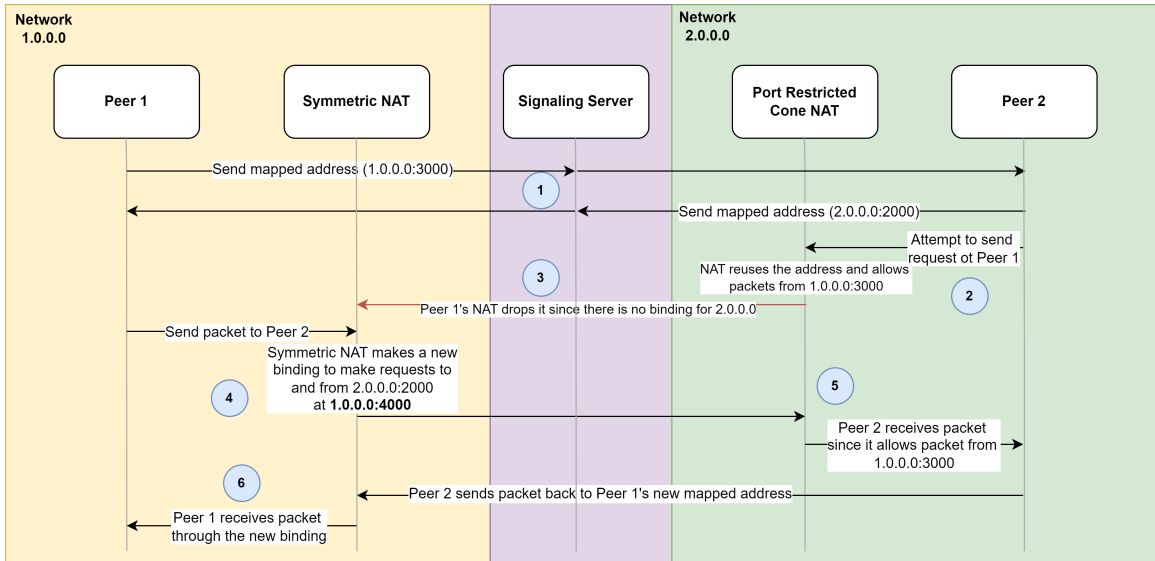 Network
1.0.0.0
Network
2.0.0.0
Peer 1
Symmetric NAT
Signaling Server
Port Restricted
Cone NAT
Peer 2
Send mapped address (1.0.0.0:3000)
1
Send mapped address (2.0.0.0:2000)
Attempt to send
request ot Peer 1
NAT reuses the address and allows
packets from 1.0.0.0:3000
2
3
Peer 1's NAT drops it since there is no binding for 2.0.0.0
Send packet to Peer 2
Symmetric NAT makes a new
binding to make requests to
and from 2.0.0.0:2000
at 1.0.0.0:4000
4
5
Peer 2 receives packet
since it allows packet from
1.0.0.0:3000
6
Peer 2 sends packet back to Peer 1's new mapped address
Peer 1 receives packet
through the new binding